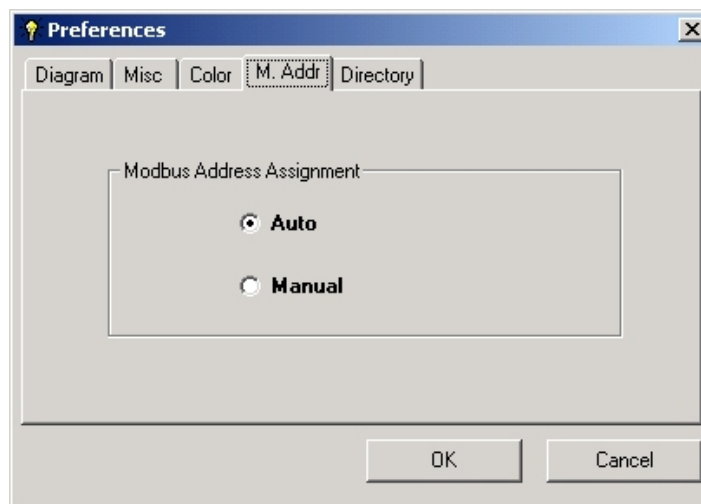 Preferences
Diagram Misc Color M. Addr Directory
Modbus Address Assignment
Auto
Manual
OK Cancel